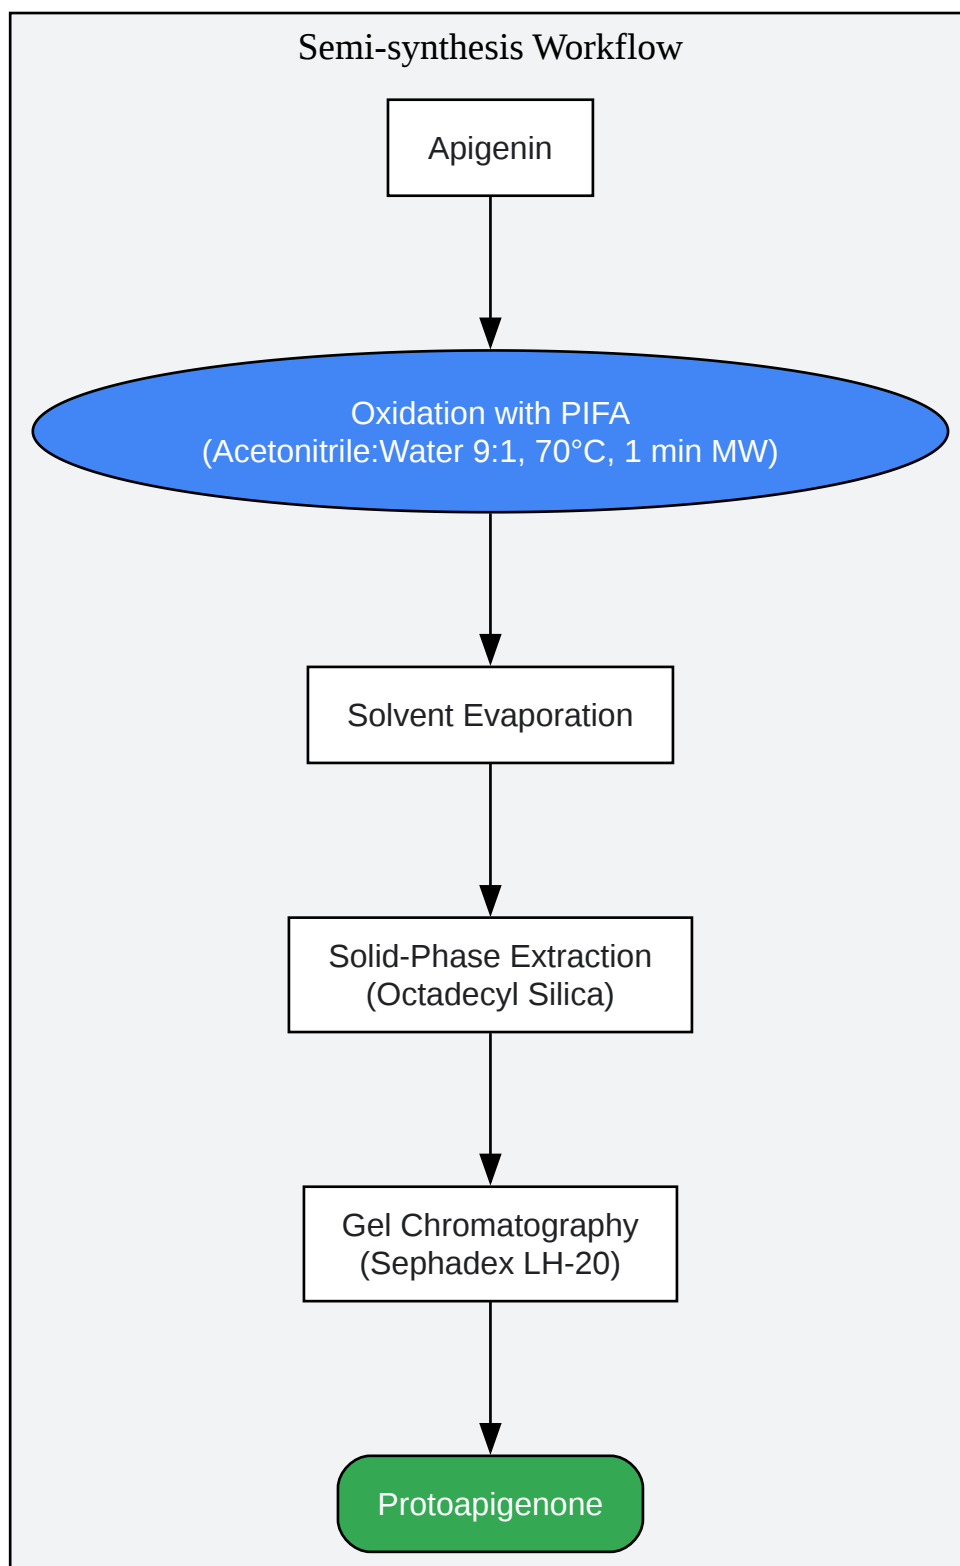 Semi-synthesis Workflow
Apigenin
Oxidation with PIFA
(Acetonitrile:Water 9:1, 70°C, 1 min MW)
Solvent Evaporation
Solid-Phase Extraction
(Octadecyl Silica)
Gel Chromatography
(Sephadex LH-20)
Protoapigenone